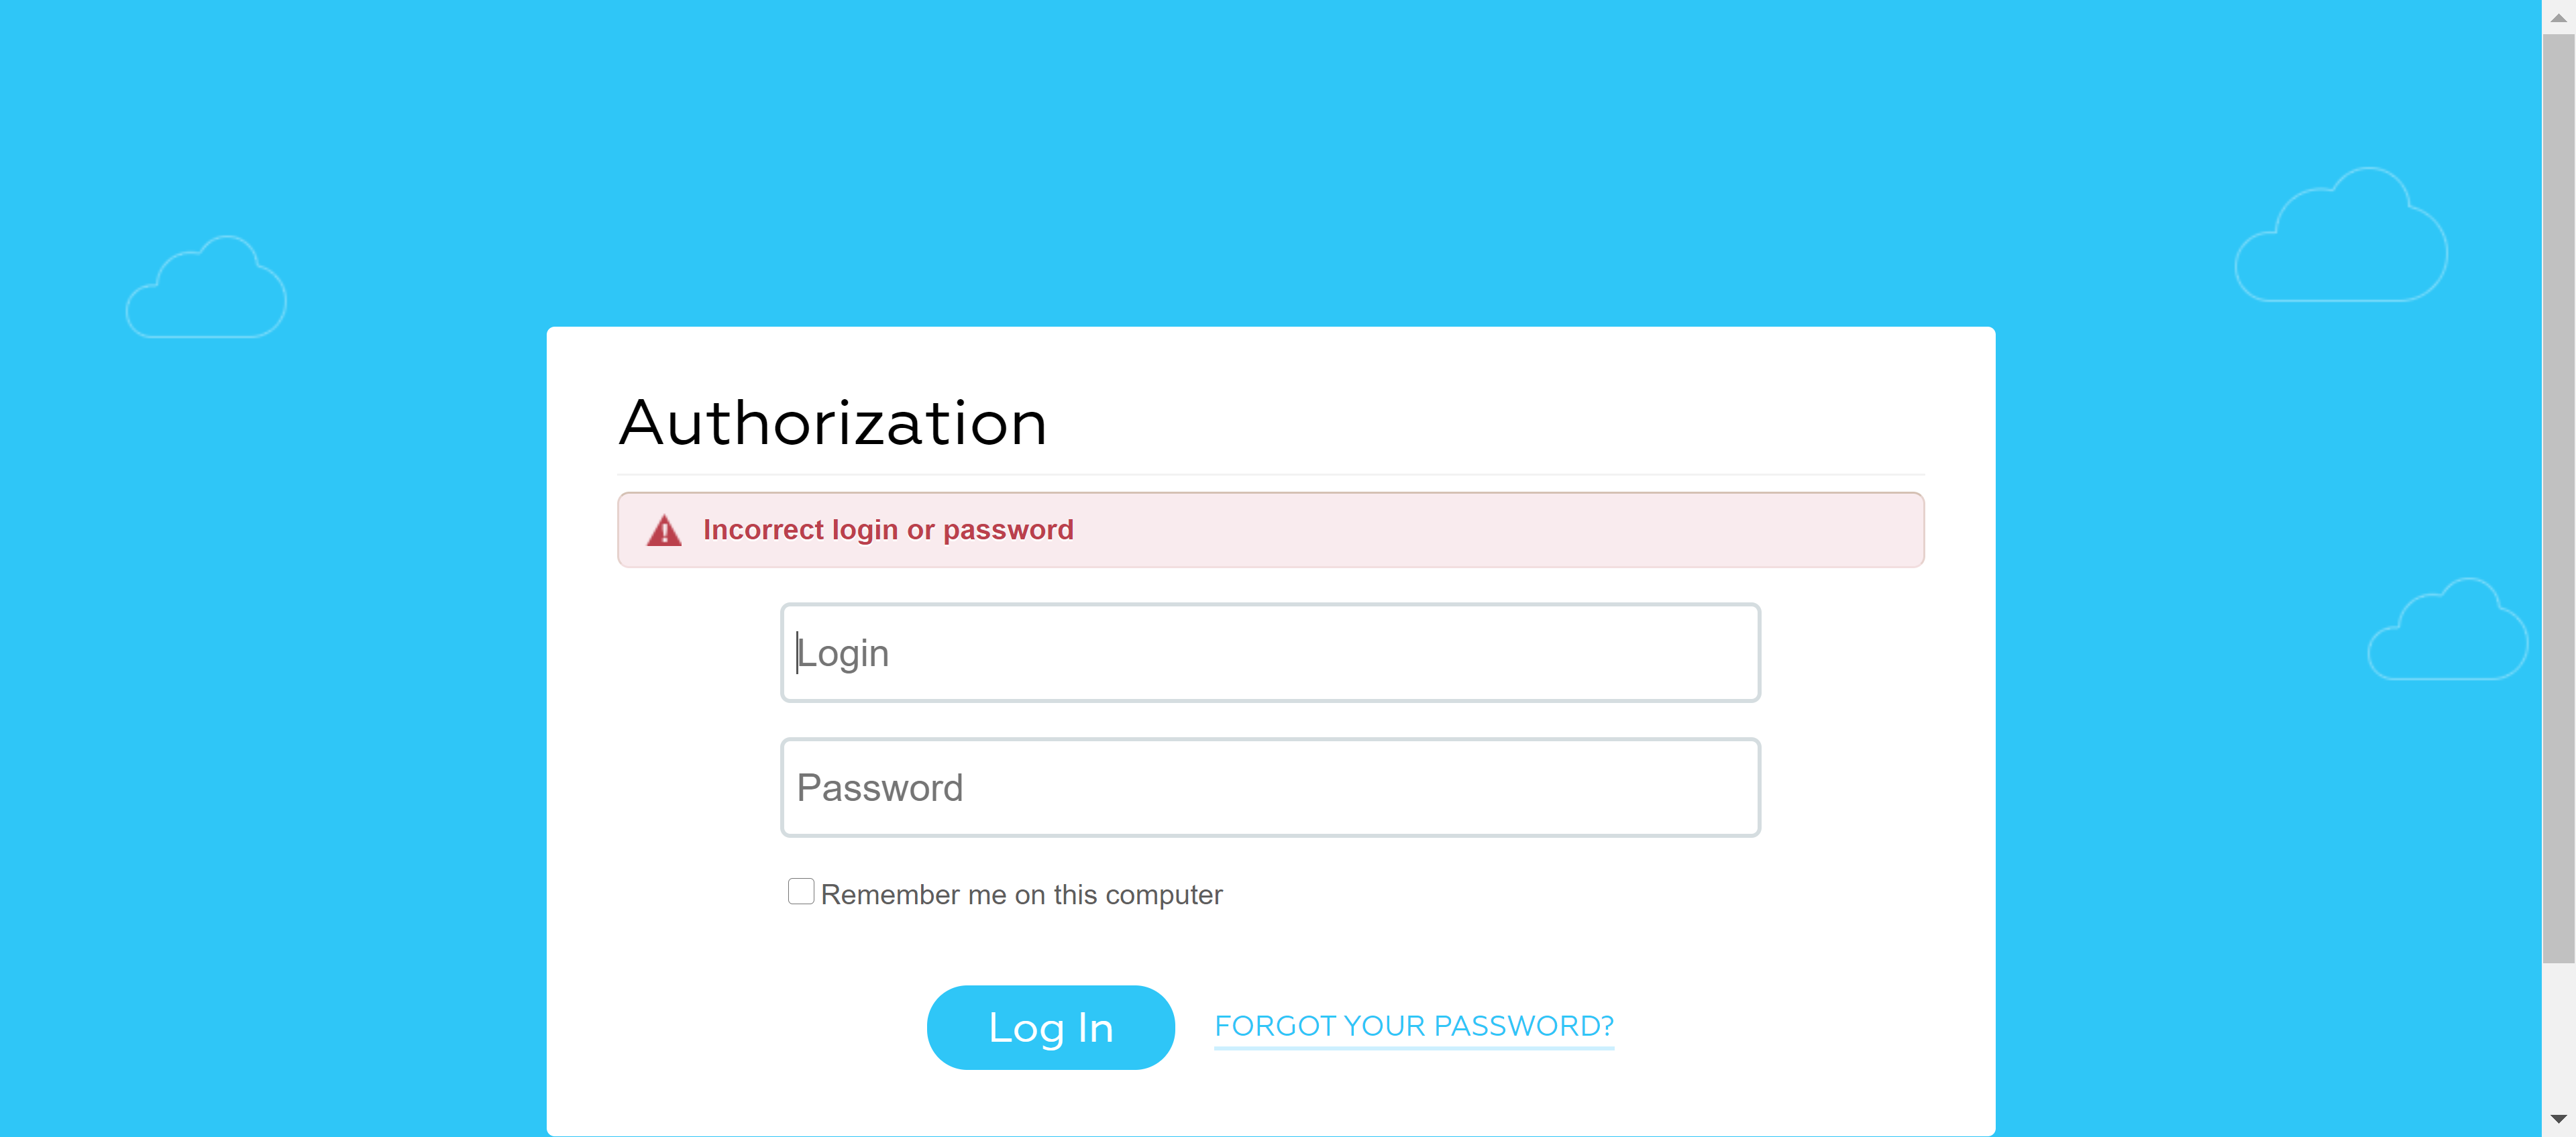 Authorization
Incorrect login or password
Login
Password
Remember me on this computer
Log In
FORGOT YOUR PASSWORD?